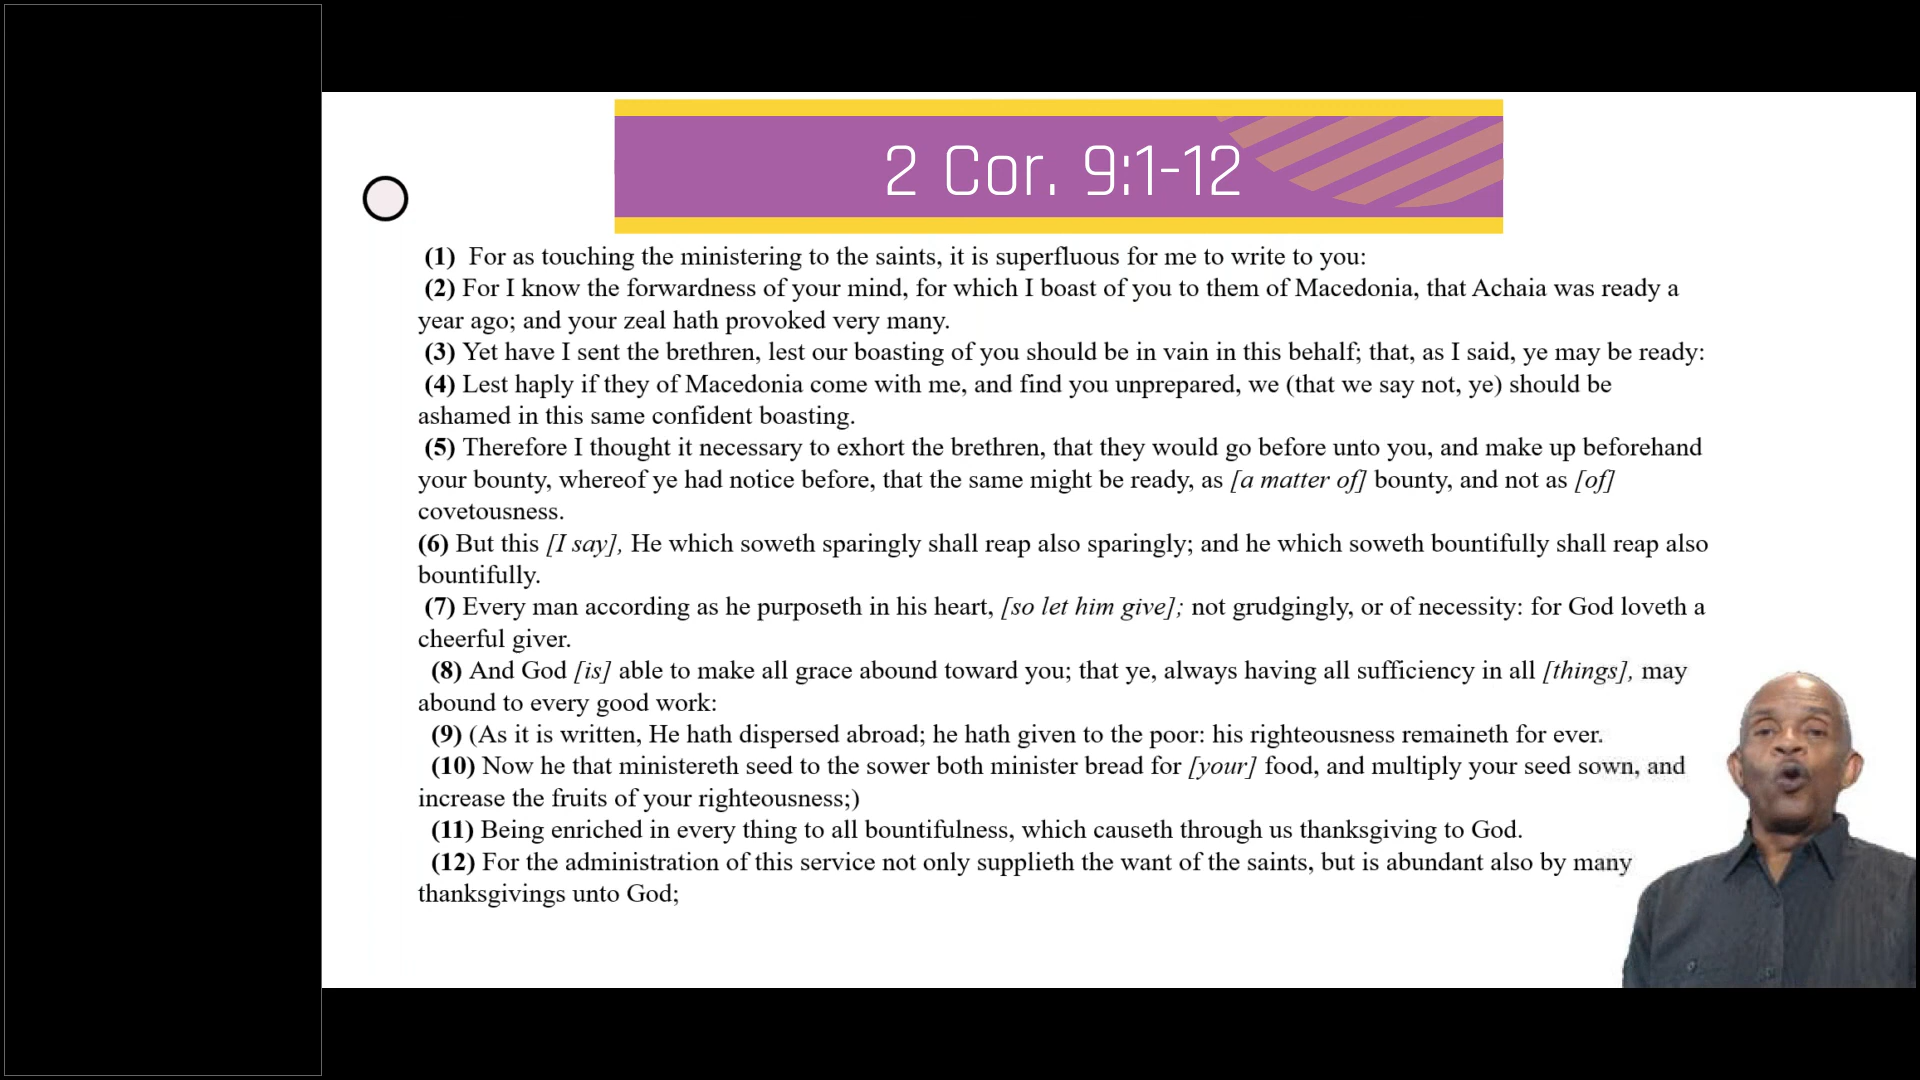 2 Cor. 9:1-12
(1) For as touching the ministering to the saints, it is superfluous for me to write to you:
(2) For I know the forwardness of your mind, for which I boast of you to them of Macedonia, that Achaia was ready a
year ago; and your zeal hath provoked very many.
(3) Yet have I sent the brethren, lest our boasting of you should be in vain in this behalf; that, as I said, ye may be ready:
(4) Lest haply if they of Macedonia come with me, and find you unprepared, we (that we say not, ye) should be
ashamed in this same confident boasting.
(5) Therefore I thought it necessary to exhort the brethren, that they would go before unto you, and make up beforehand
your bounty, whereof ye had notice before, that the same might be ready, as [a matter of] bounty, and not as [of]
covetousness.
(6) But this [I say], He which soweth sparingly shall reap also sparingly; and he which soweth bountifully shall reap also
bountifully.
(7) Every man according as he purposeth in his heart, [so let him give]; not grudgingly, or of necessity: for God loveth a
cheerful giver.
(8) And God [is] able to make all grace abound toward you; that ye, always having all sufficiency in all [things], may
abound to every good work:
(9) (As it is written, He hath dispersed abroad; he hath given to the poor: his righteousness remaineth for ever.
(10) Now he that ministereth seed to the sower both minister bread for [your] food, and multiply your seed sown, and
increase the fruits of your righteousness;)
(11) Being enriched in every thing to all bountifulness, which causeth through us thanksgiving to God.
(12) For the administration of this service not only supplieth the want of the saints, but is abundant also by many
thanksgivings unto God;